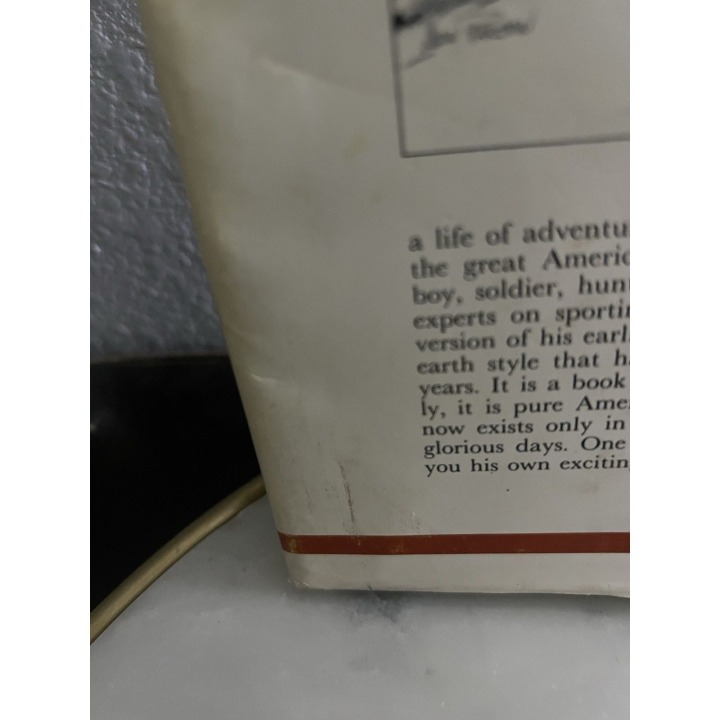 a life of adventu
the great Americ
boy, soldier, hun
experts on sporti
version of his earl
earth style that h
years. It is a book
ly, it is pure Ame
now exists only in
glorious days. One
you his own excitin